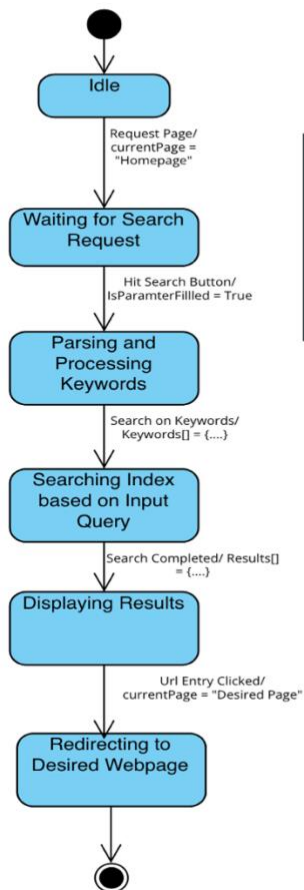 Idle
Request Page/
currentPage =
"Homepage"
Waiting for Search
Request
Hit Search Button/
IsParamterFillled = True
Parsing and
Processing
Keywords
Search on Keywords/
Keywords[] = {....}
Searching Index
based on Input
Query
Search Completed/ Results[]
= {....}
Displaying Results
Url Entry Clicked/
currentPage = "Desired Page"
Redirecting to
Desired Webpage